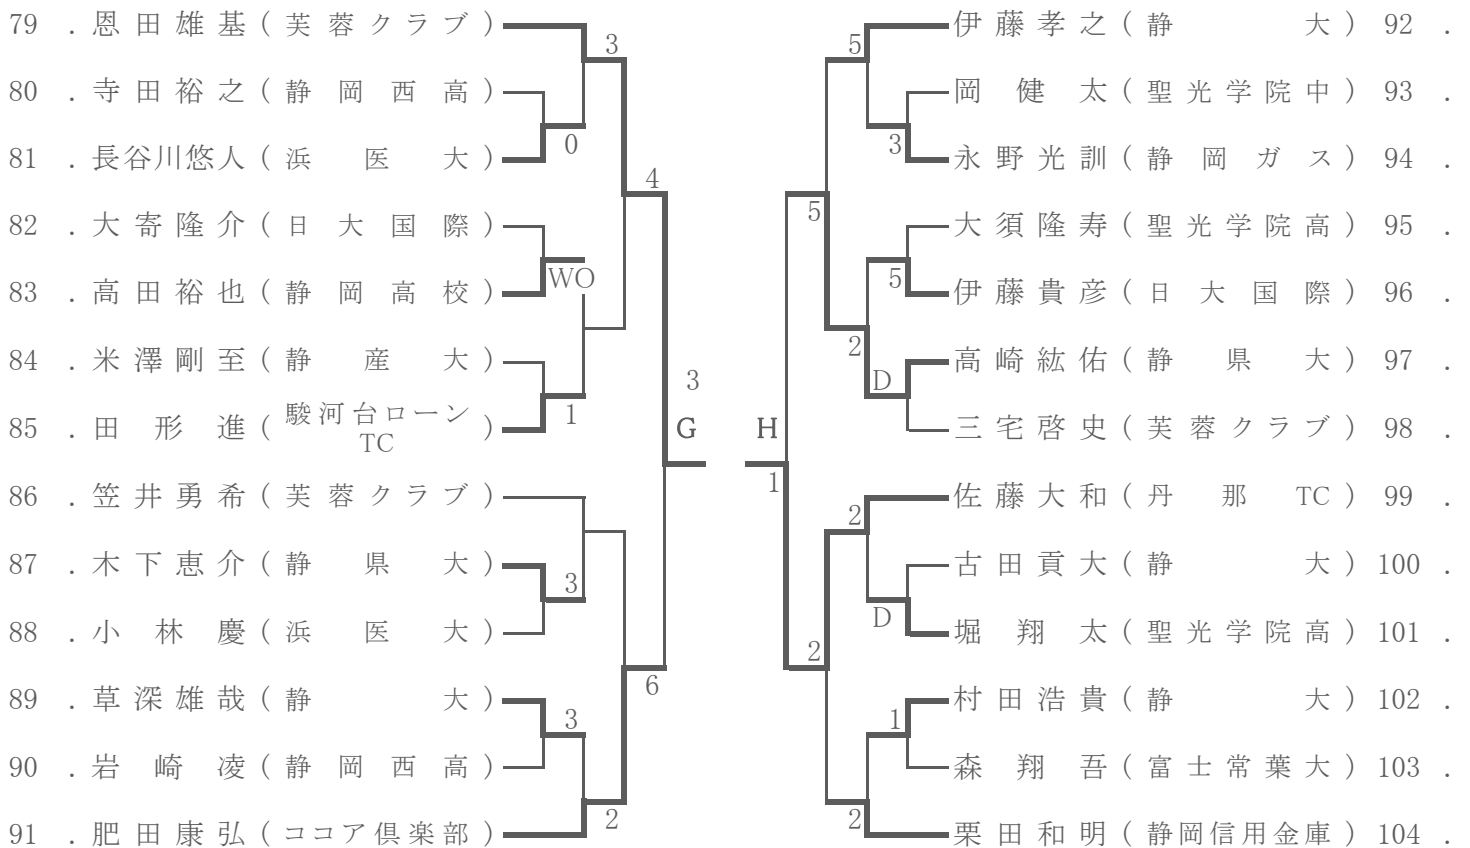 79 . 恩田雄基 ( 芙蓉クラブ )
3
80 . 寺田裕之 ( 静岡西高 )
0
81 . 長谷川悠人 ( 浜医大 )
4
82 . 大寄隆介 ( 日大国際 )
WO
83 . 高田裕也 ( 静岡高校 )
84 . 米澤剛至 ( 静産大 )
1
85 . 田形進 ( 駿河台ローン
TC )
3
G
86 . 笠井勇希 ( 芙蓉クラブ )
87 . 木下恵介 ( 静県大 )
3
88 . 小林慶 ( 浜医大 )
6
89 . 草深雄哉 ( 静大 )
3
90 . 岩崎凌 ( 静岡西高 )
2
91 . 肥田康弘 ( ココア倶楽部 )
伊藤孝之 ( 静大 ) 92 .
5
岡健太 ( 聖光学院中 ) 93 .
3
永野光訓 ( 静岡ガス ) 94 .
5
大須隆寿 ( 聖光学院高 ) 95 .
5
伊藤貴彦 ( 日大国際 ) 96 .
2
高崎紘佑 ( 静県大 ) 97 .
D
三宅啓史 ( 芙蓉クラブ ) 98 .
H
1
佐藤大和 ( 丹那TC ) 99 .
2
古田貢大 ( 静大 ) 100 .
D
堀翔太 ( 聖光学院高 ) 101 .
2
村田浩貴 ( 静大 ) 102 .
1
森翔吾 ( 富士常葉大 ) 103 .
2
栗田和明 ( 静岡信用金庫 ) 104 .